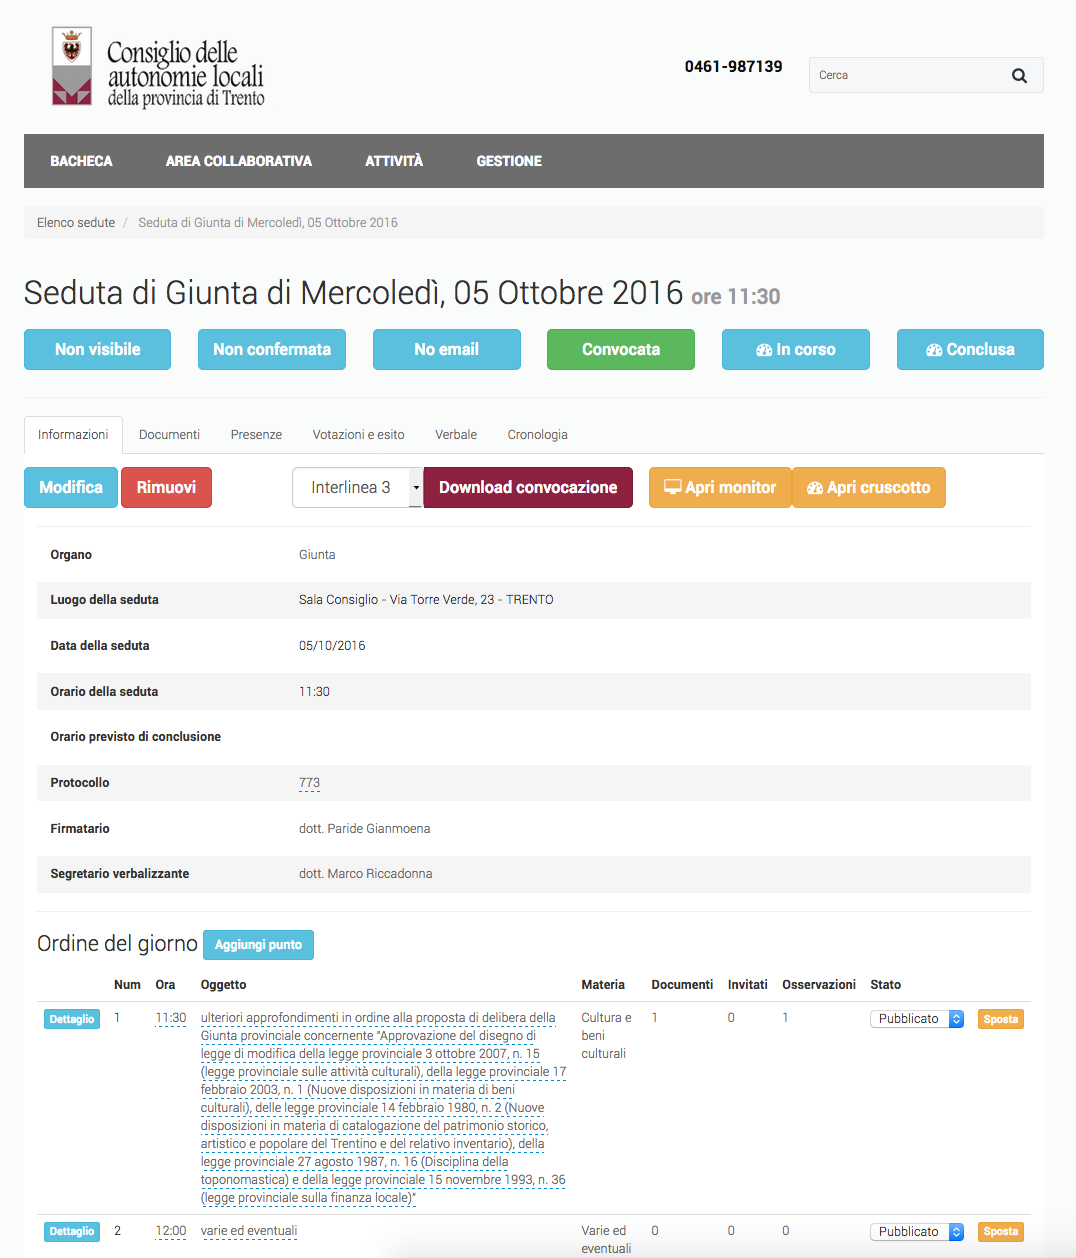 Consiglio delle
autonomie locali
della provincia di Trento
0461-987139
Cerca
BACHECA AREA COLLABORATIVA ATTIVITÀ GESTIONE
Elenco sedute / Seduta di Giunta di Mercoledì, 05 Ottobre 2016
Seduta di Giunta di Mercoledì, 05 Ottobre 2016 ore 11:30
Non visibile Non confermata No email Convocata In corso Conclusa
Informazioni Documenti Presenze Votazioni e esito Verbale Cronologia
Modifica Rimuovi Interlinea 3 Download convocazione Apri monitor Apri cruscotto
Organo Giunta
Luogo della seduta Sala Consiglio - Via Torre Verde, 23 - TRENTO
Data della seduta 05/10/2016
Orario della seduta 11:30
Orario previsto di conclusione
Protocollo 773
Firmatario dott. Paride Gianmoena
Segretario verbalizzante dott. Marco Riccadonna
Ordine del giorno Aggiungi punto
Num Ora Oggetto Materia Documenti Invitati Osservazioni Stato
Dettaglio 1 11:30 ulteriori approfondimenti in ordine alla proposta di delibera della Cultura e 1 0 1 Pubblicato Sposta
Giunta provinciale concernente "Approvazione del disegno di beni
legge di modifica della legge provinciale 3 ottobre 2007, n. 15 culturali
(legge provinciale sulle attività culturali), della legge provinciale 17
febbraio 2003, n. 1 (Nuove disposizioni in materia di beni
culturali), delle legge provinciale 14 febbraio 1980, n. 2 (Nuove
disposizioni in materia di catalogazione del patrimonio storico,
artistico e popolare del Trentino e del relativo inventario), della
legge provinciale 27 agosto 1987, n. 16 (Disciplina della
toponomastica) e della legge provinciale 15 novembre 1993, n. 36
(legge provinciale sulla finanza locale)"
Dettaglio 2 12:00 varie ed eventuali Varie ed 0 0 0 Pubblicato Sposta
eventuali